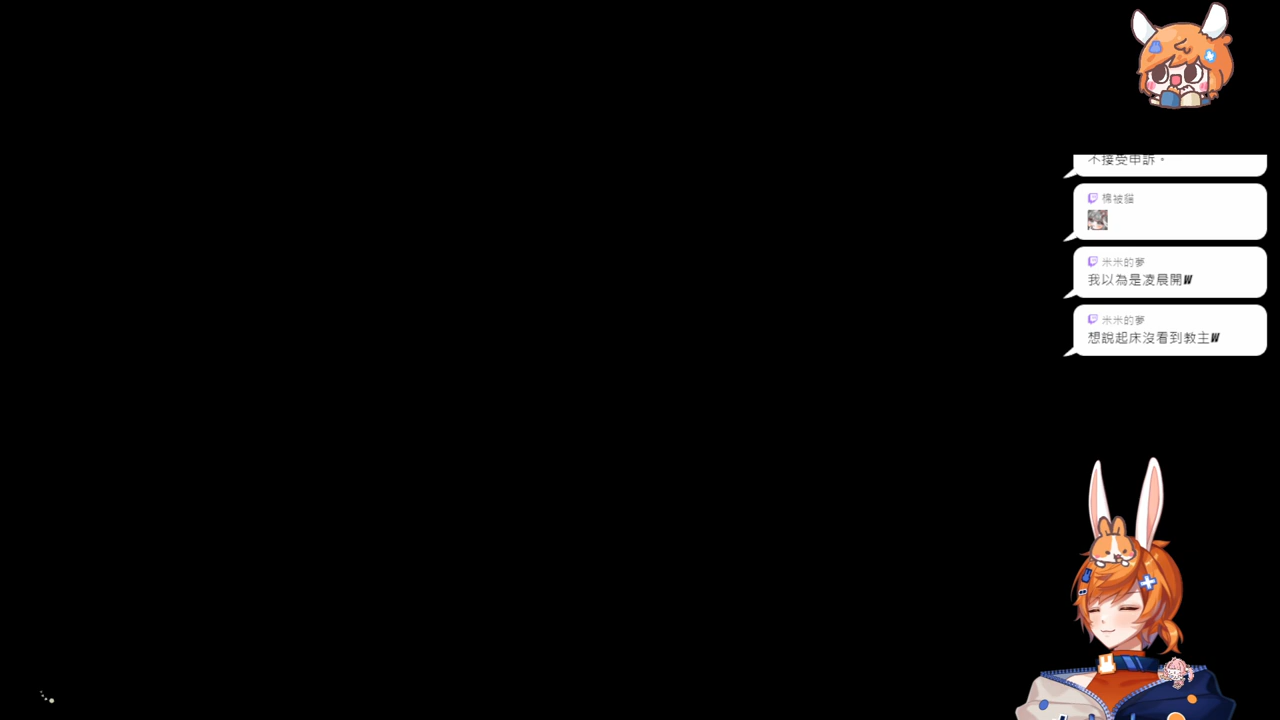 不接受申訴。
棉被貓
米米的夢
我以為是凌晨開W
米米的夢
想說起床沒看到教主W